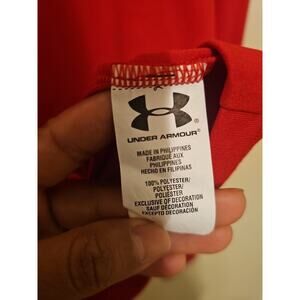 UNDER ARMOUR
MADE IN PHILIPPINES
FABRIQUÉ AUX
PHILIPPINES
HECHO EN FILIPINAS
100% POLYESTER/
POLYESTER/
POLIÉSTER
EXCLUSIVE OF DECORATION
SAUF DÉCORATION
EXCEPTO DECORACIÓN